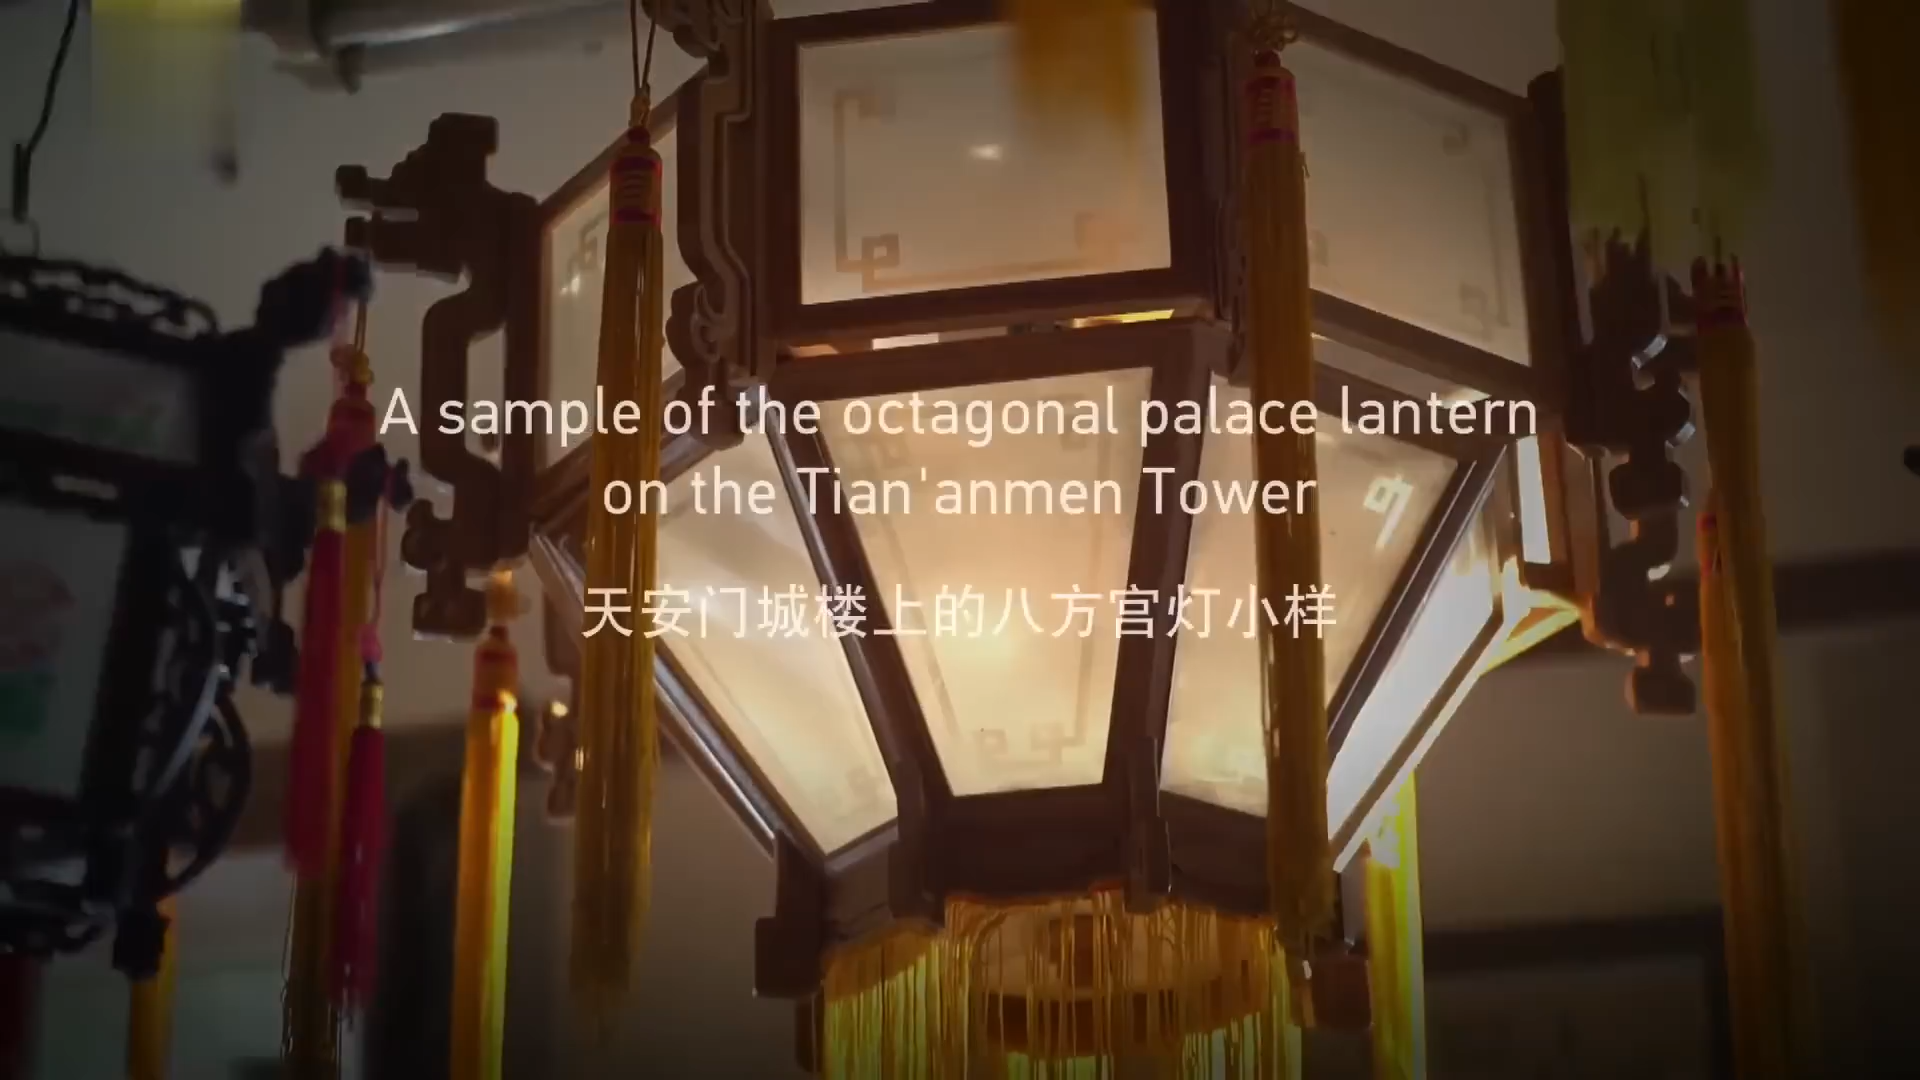 A sample of the octagonal palace lantern
on the Tian'anmen Tower
天安门城楼上的八方宫灯小样